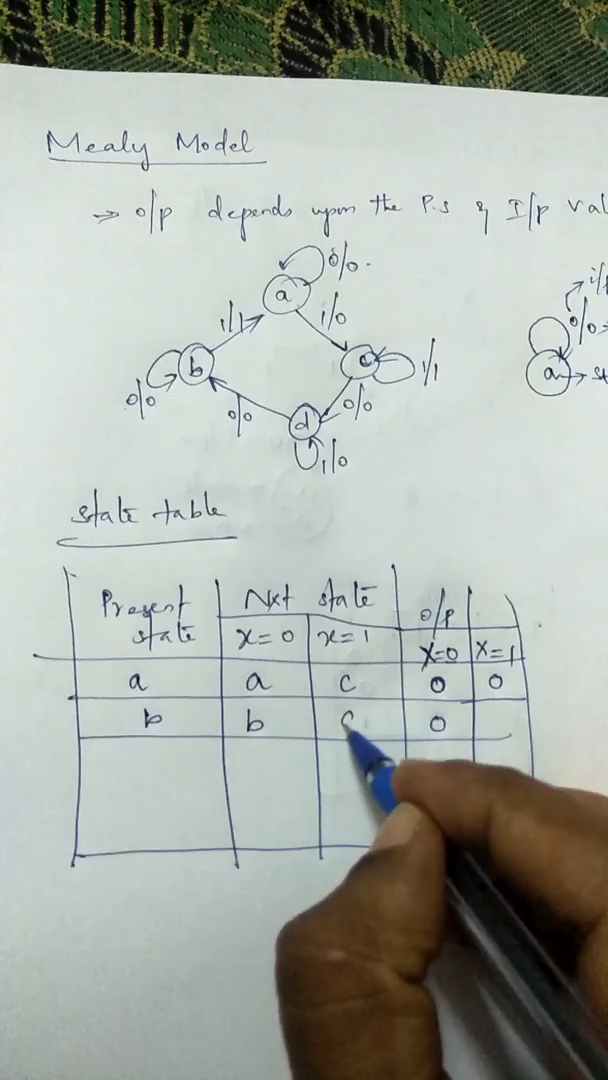 Mealy Model
⇒ o/p depends upon the P.s & I/p val
0/0
a
1/0
1/1
b
0/0
c
1/1
0/0
0/0
d
1/0
i/p
0/0
a → st
state table
Present state
Nxt state
o/p
x=0
x=1
x=0
x=1
a a c 0 0
b b c 0